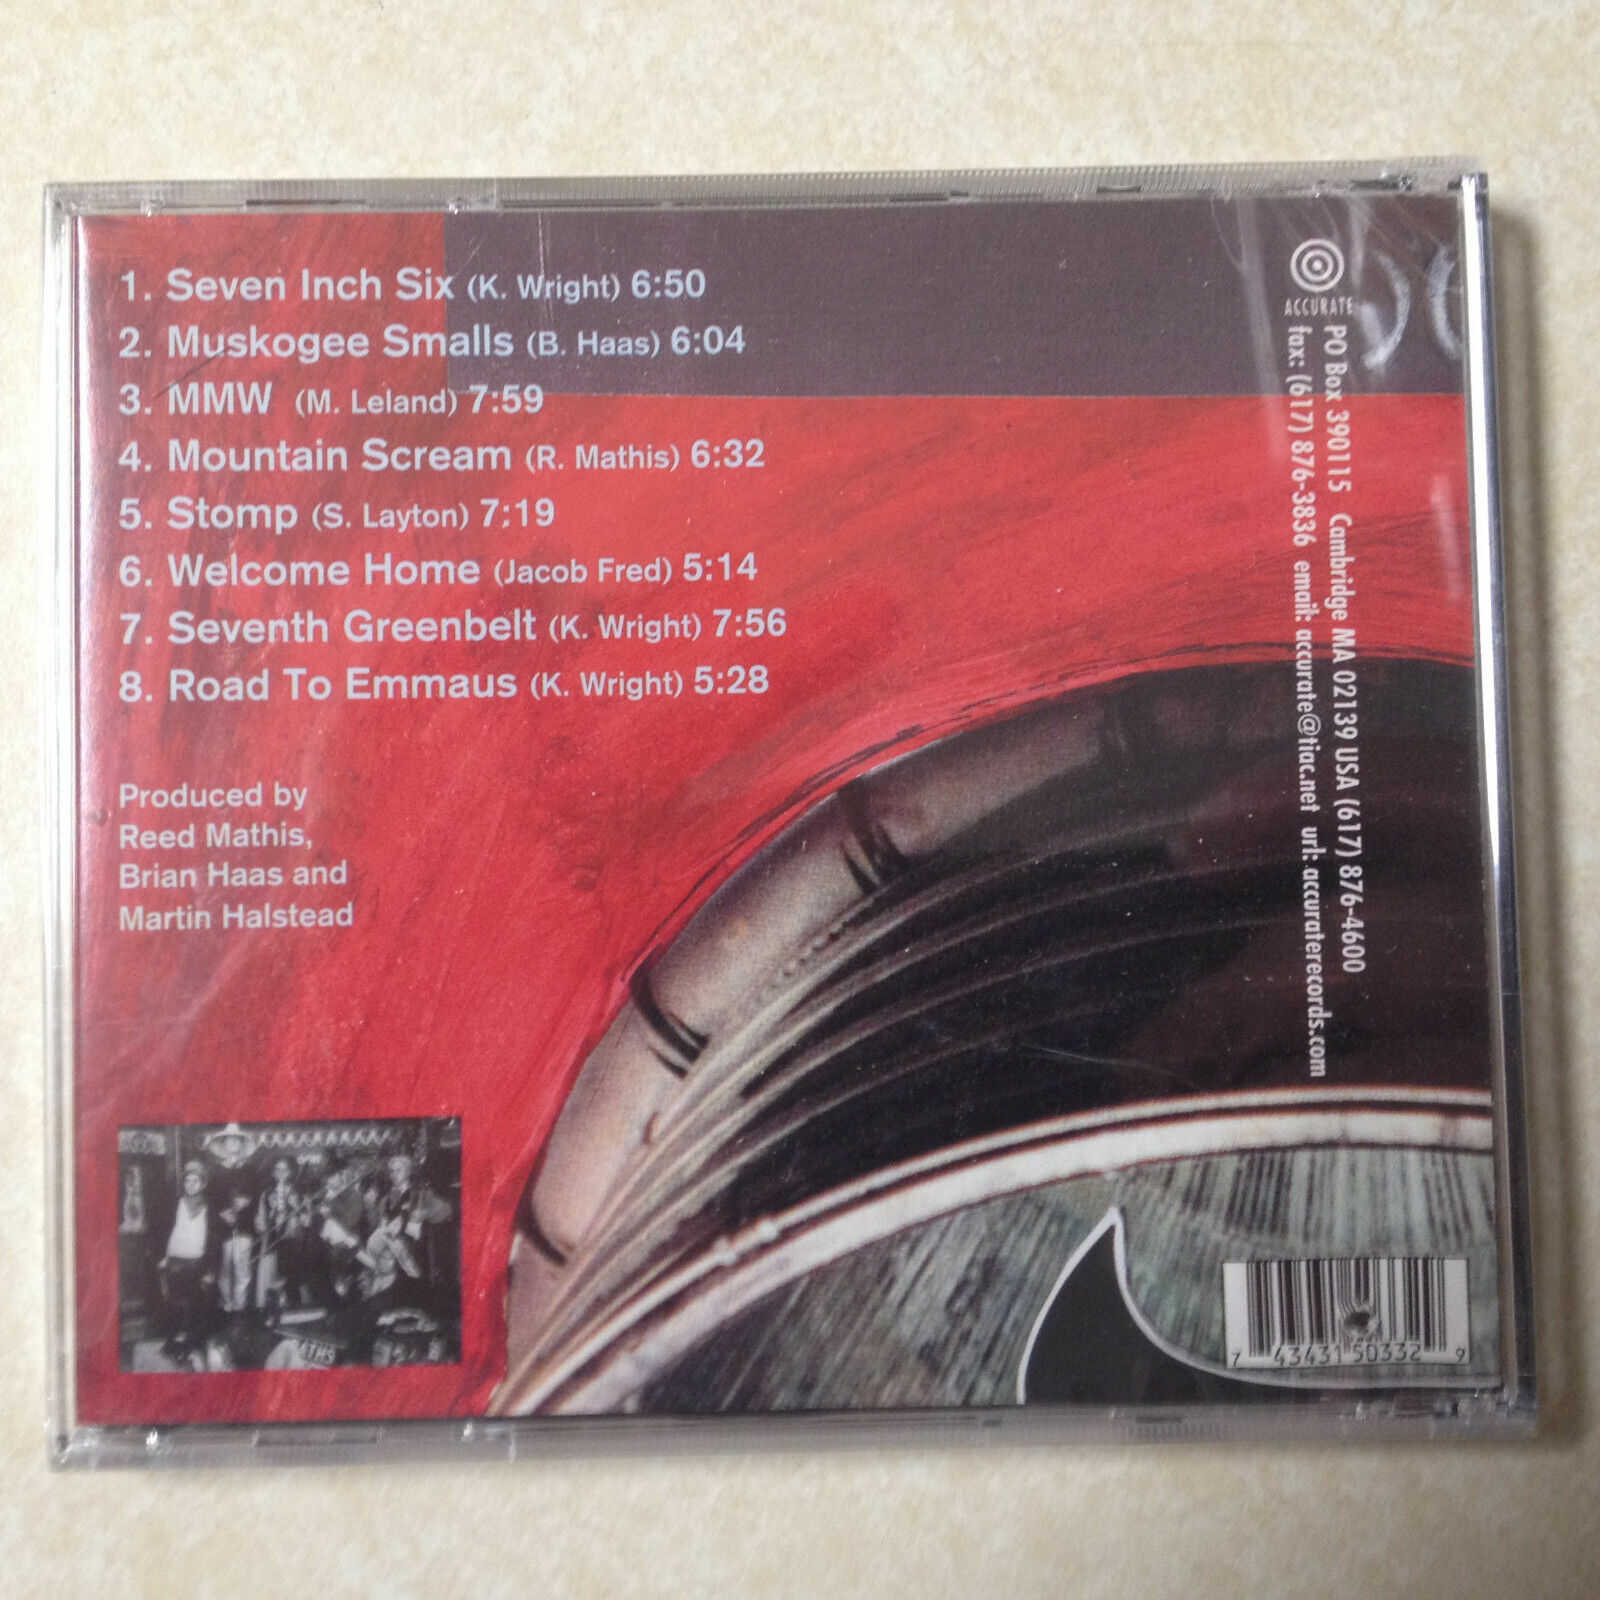 1. Seven Inch Six (K. Wright) 6:50
2. Muskogee Smalls (B. Haas) 6:04
3. MMW (M. Leland) 7:59
4. Mountain Scream (R. Mathis) 6:32
5. Stomp (S. Layton) 7;19
6. Welcome Home (Jacob Fred) 5:14
7. Seventh Greenbelt (K. Wright) 7:56
8. Road To Emmaus (K. Wright) 5:28
Produced by
Reed Mathis,
Brian Haas and
Martin Halstead
ACCURATE
PO Box 390115 Cambridge MA 02139 USA (617) 876-4600
fax: (617) 876-3836 email: accurate@tiac.net url: accuraterecords.com
7 43431 50332 9